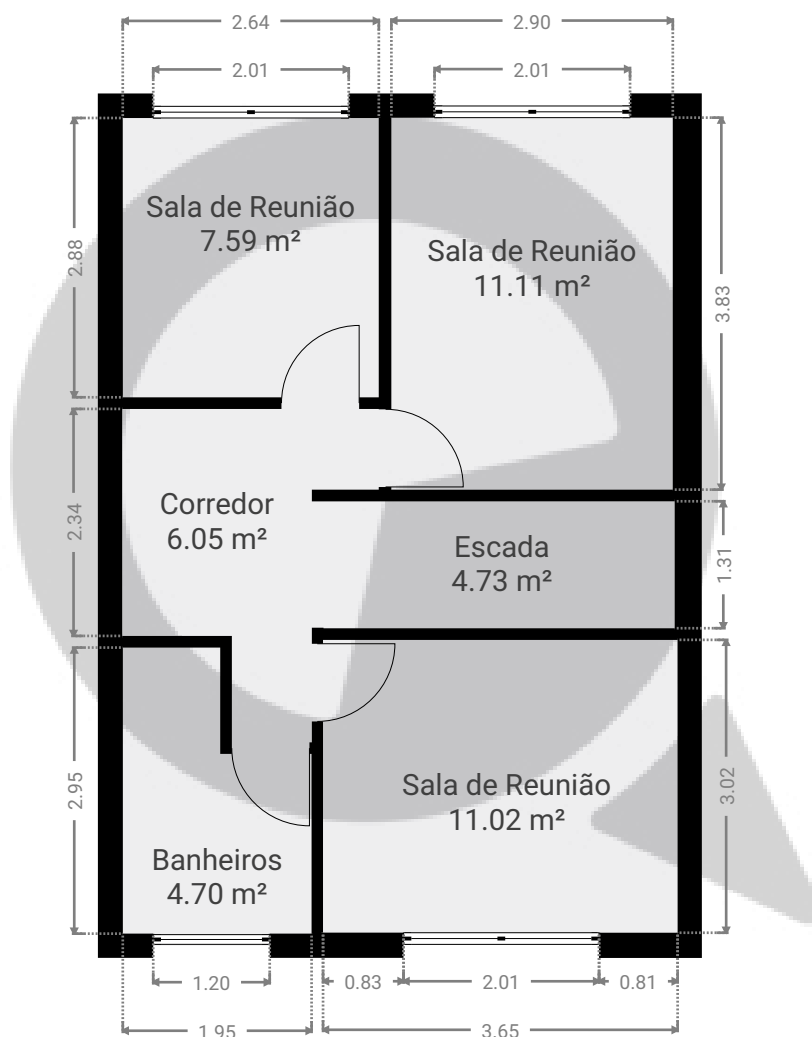 2.64
2.90
2.01
2.01
Sala de Reunião
7.59 m²
Sala de Reunião
11.11 m²
2.88
3.83
Corredor
6.05 m²
2.34
Escada
4.73 m²
1.31
Sala de Reunião
11.02 m²
2.95
3.02
Banheiros
4.70 m²
1.20
0.83
2.01
0.81
1.95
3.65